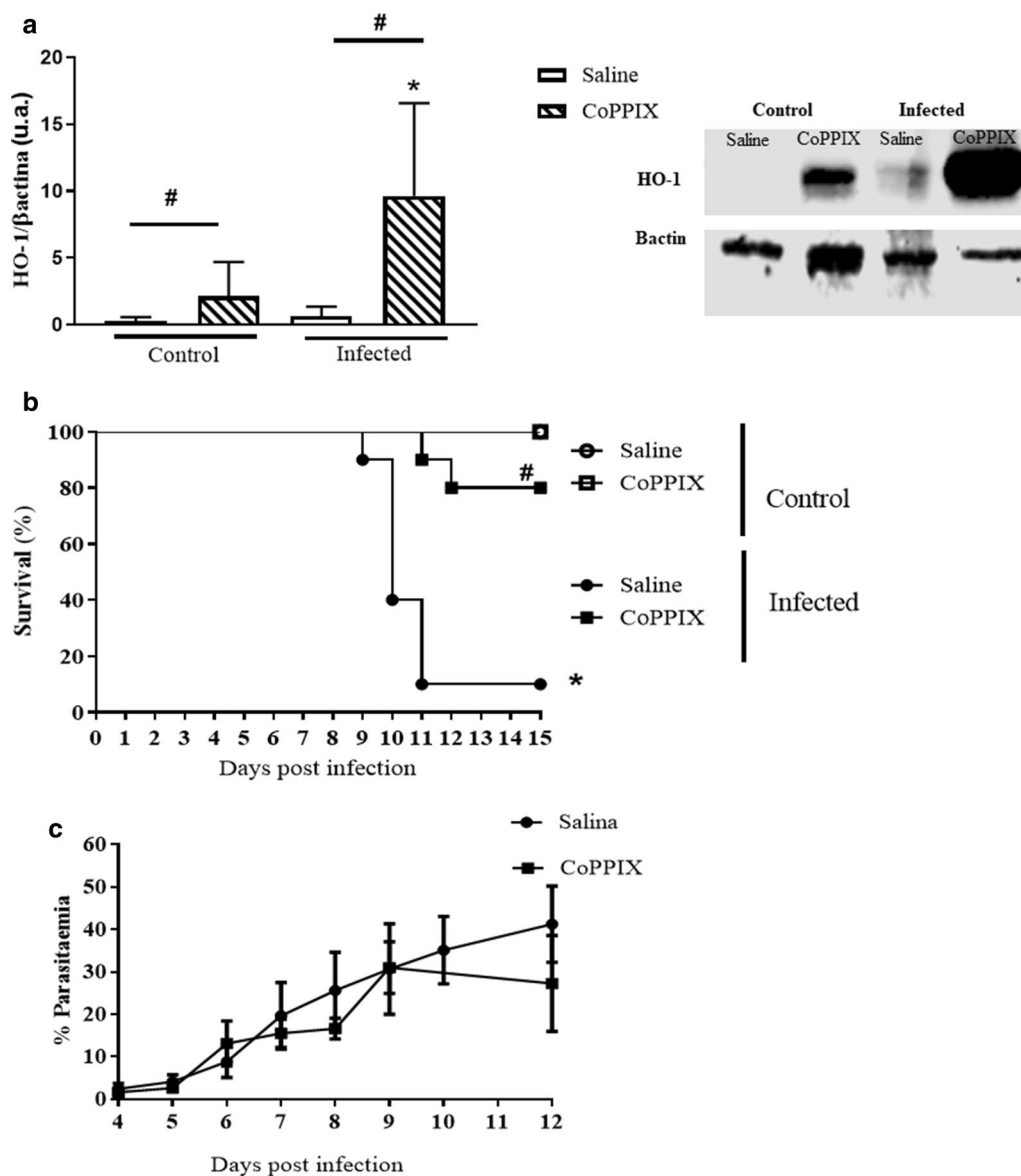 a
#
#
*
20
15
10
5
0
HO-1/βactina (u.a.)
Control
Infected
Saline
CoPPIX
Control Infected
Saline CoPPIX Saline CoPPIX
HO-1
Bactin
b
100
80
60
40
20
0
Survival (%)
0 1 2 3 4 5 6 7 8 9 10 11 12 13 14 15
Days post infection
#
*
Saline
CoPPIX
Control
Saline
CoPPIX
Infected
c
60
50
40
30
20
10
0
% Parasitaemia
4 5 6 7 8 9 10 11 12
Days post infection
Salina
CoPPIX